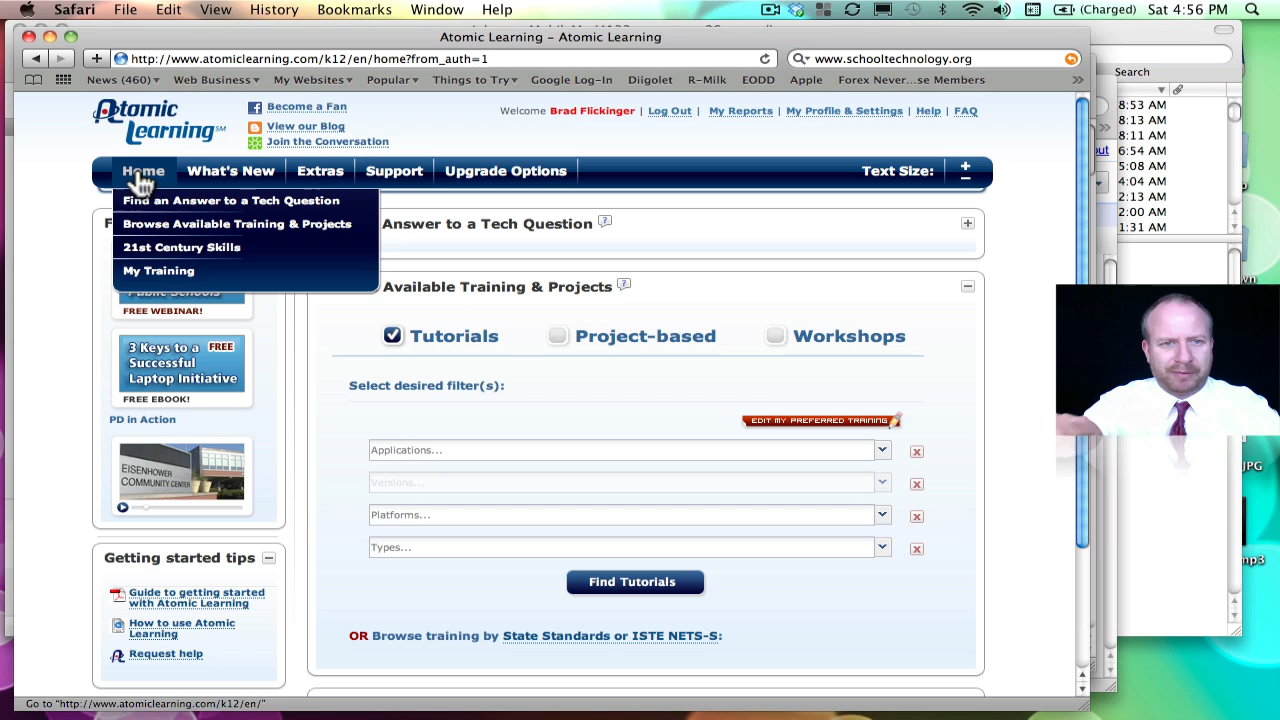 Safari File Edit View History Bookmarks Window Help (Charged) Sat 4:56 PM
Atomic Learning – Atomic Learning
http://www.atomiclearning.com/k12/en/home?from_auth=1 www.schooltechnology.org
News (460) Web Business My Websites Popular Things to Try Google Log-In Diigolet R-Milk EODD Apple Forex Never...se Members
Search
Atomic Learning SM
Become a Fan
View our Blog
Join the Conversation
Welcome Brad Flickinger | Log Out | My Reports | My Profile & Settings | Help | FAQ
Home What's New Extras Support Upgrade Options Text Size: + –
Find an Answer to a Tech Question
Browse Available Training & Projects
21st Century Skills
My Training
Answer to a Tech Question
Available Training & Projects
FREE WEBINAR!
3 Keys to a FREE
Successful
Laptop Initiative
FREE EBOOK!
PD in Action
EISENHOWER
COMMUNITY CENTER
Getting started tips
Guide to getting started
with Atomic Learning
How to use Atomic
Learning
Request help
Tutorials Project-based Workshops
Select desired filter(s):
EDIT MY PREFERRED TRAINING
Applications...
Versions...
Platforms...
Types...
Find Tutorials
OR Browse training by State Standards or ISTE NETS-S:
8:53 AM
8:13 AM
8:11 AM
6:54 AM
5:08 AM
4:04 AM
2:13 AM
2:00 AM
1:31 AM
JPG
mp3
Go to "http://www.atomiclearning.com/k12/en/"